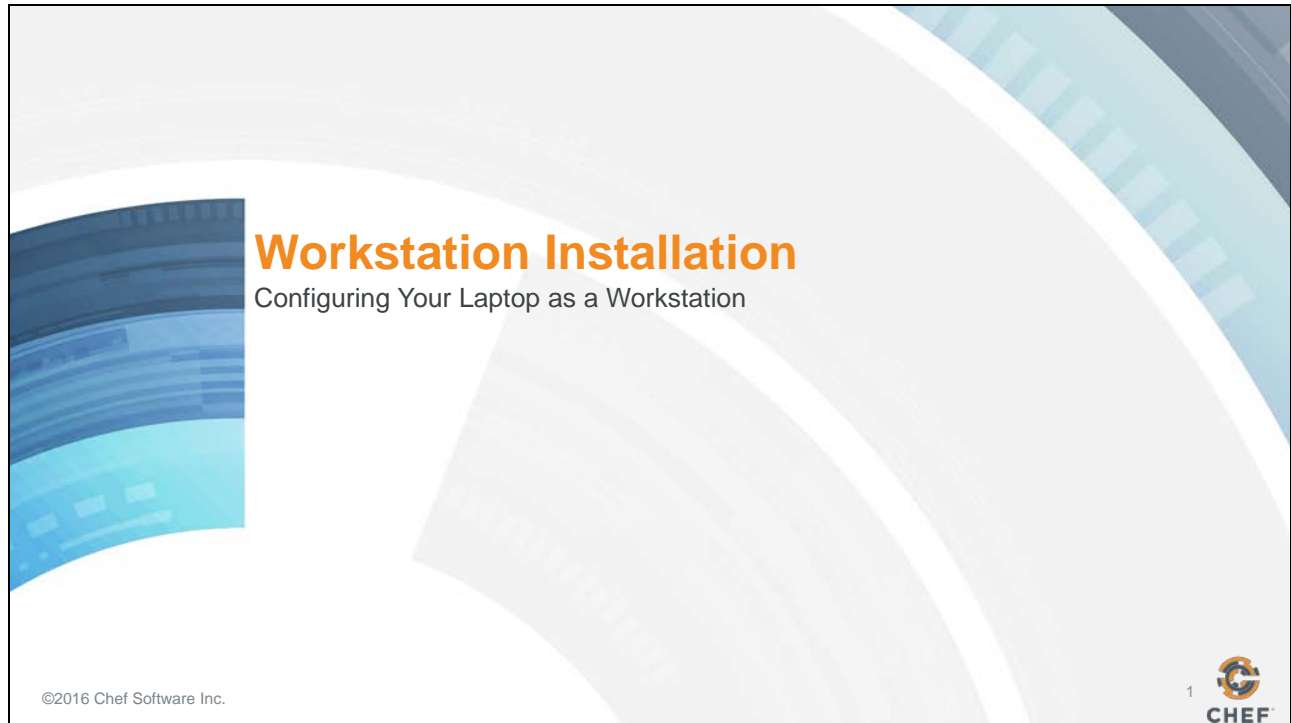 Workstation Installation
Configuring Your Laptop as a Workstation
©2016 Chef Software Inc.
1
CHEF